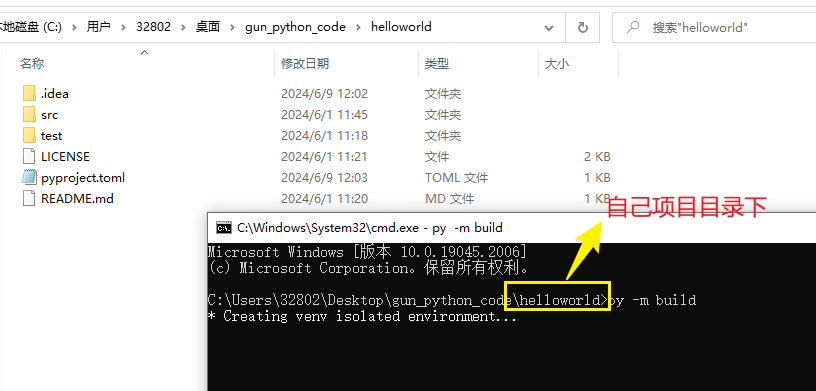 本地磁盘 (C:) > 用户 > 32802 > 桌面 > gun_python_code > helloworld
搜索"helloworld"
名称 修改日期 类型 大小
.idea 2024/6/9 12:02 文件夹
src 2024/6/1 11:45 文件夹
test 2024/6/1 11:18 文件夹
LICENSE 2024/6/1 11:21 文件 2 KB
pyproject.toml 2024/6/9 12:03 TOML 文件 1 KB
README.md 2024/6/1 11:20 MD 文件 1 KB
自己项目目录下
C:\Windows\System32\cmd.exe - py -m build
Microsoft Windows [版本 10.0.19045.2006]
(c) Microsoft Corporation。保留所有权利。
C:\Users\32802\Desktop\gun_python_code\helloworld>py -m build
* Creating venv isolated environment...